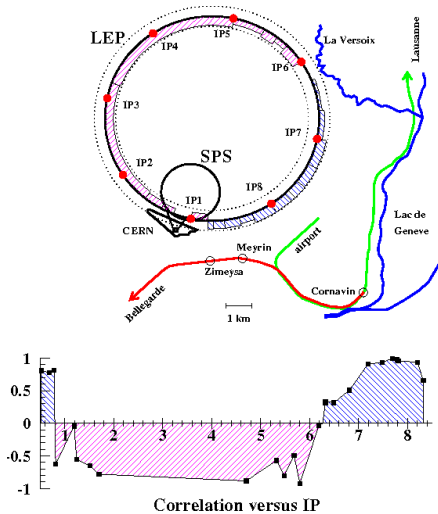 IP5
La Versoix
Lausanne
LEP
IP4
IP6
IP3
IP7
IP2
SPS
IP1
IP8
CERN
Lac de
Geneve
airport
Meyrin
Zimeysa
Cornavin
Bellegarde
1 km
1
0.5
0
-0.5
-1
1 2 3 4 5 6 7 8
Correlation versus IP